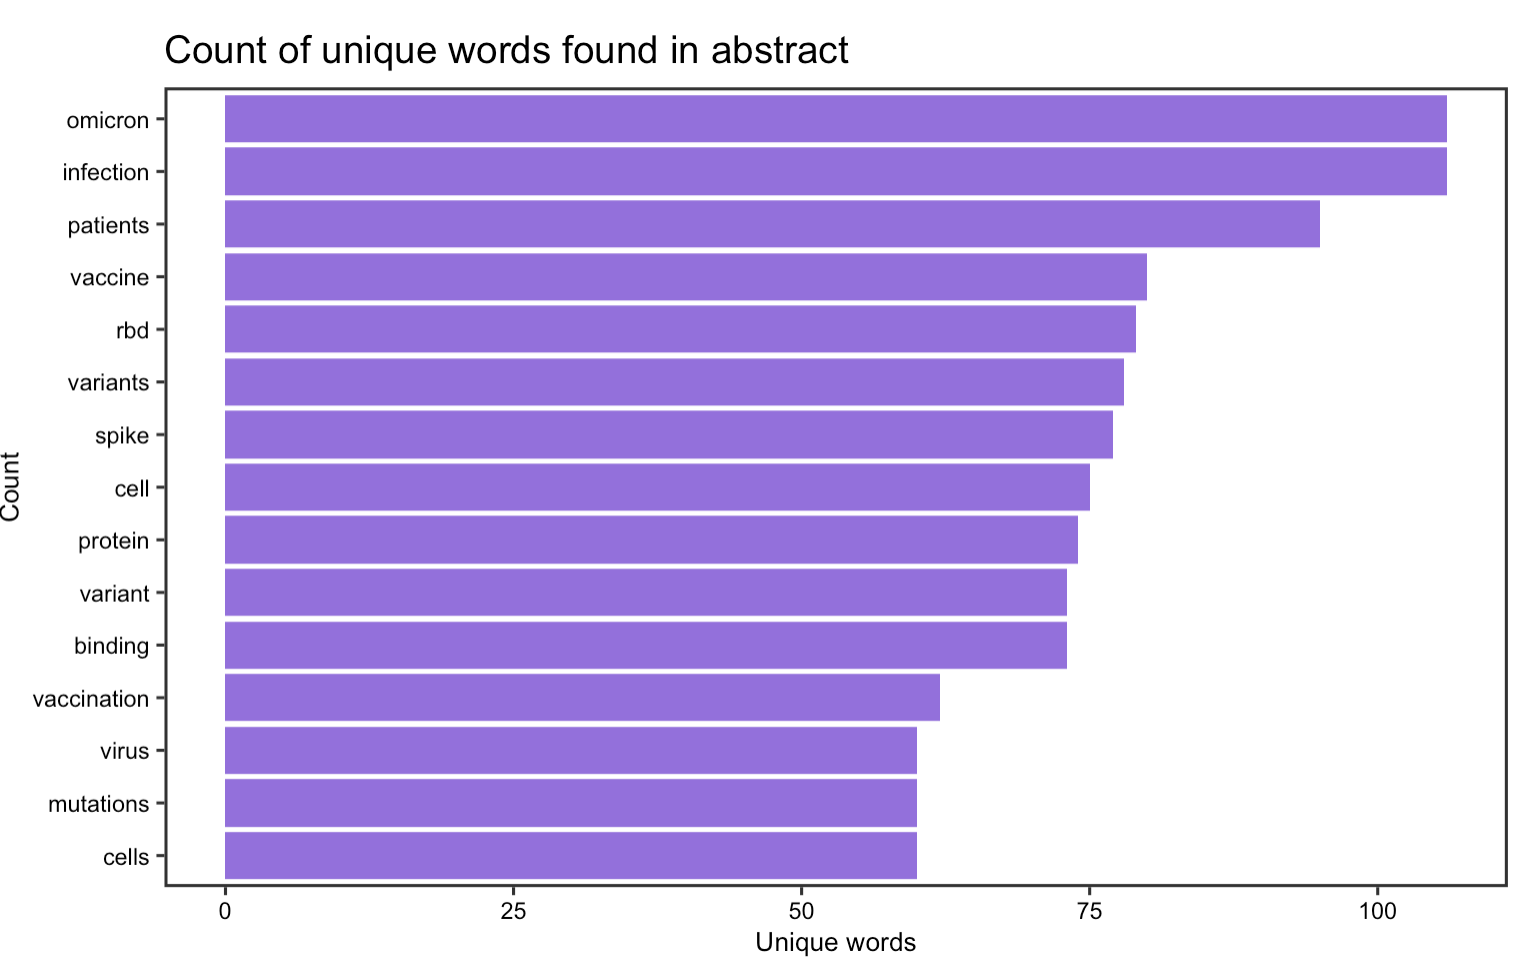 Count of unique words found in abstract
Count
omicron
infection
patients
vaccine
rbd
variants
spike
cell
protein
variant
binding
vaccination
virus
mutations
cells
0 25 50 75 100
Unique words